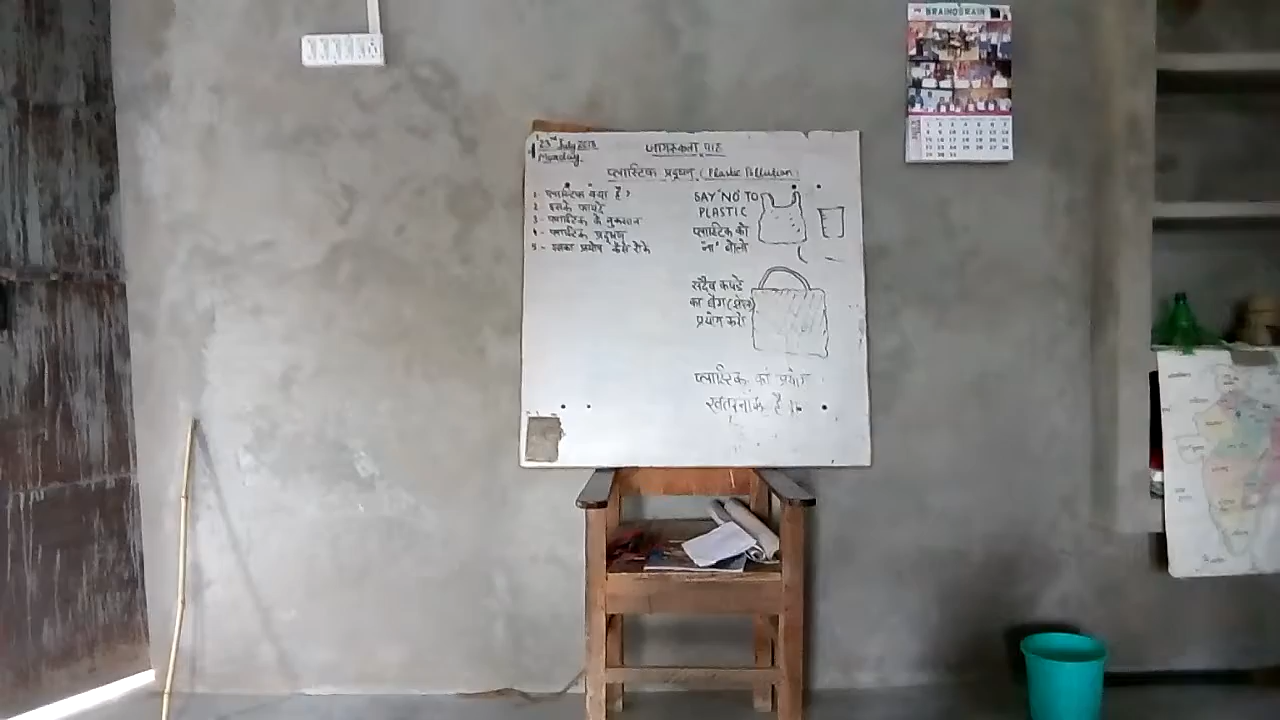 23rd July 2018
Monday
जागरूकता पाठ
प्लास्टिक प्रदूषण (Plastic Pollution)
1 - प्लास्टिक क्या है?
2 - इसके फायदे
3 - प्लास्टिक के नुकसान
4 - प्लास्टिक प्रदूषण
5 - इसका प्रयोग कैसे रोकें
SAY "NO" TO
PLASTIC
प्लास्टिक को
"ना" बोलो
सदैव कपड़े
का बैग
प्रयोग करो
प्लास्टिक का प्रयोग
खतरनाक है।
BRAINOBRAIN